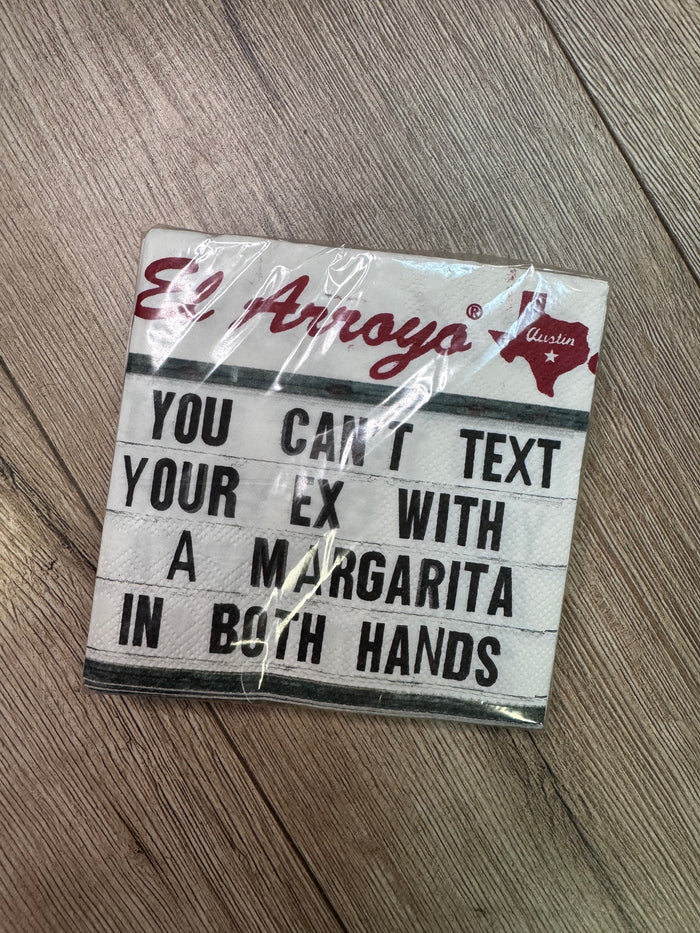 El Arroyo®
Austin
YOU CAN'T TEXT
YOUR EX WITH
A MARGARITA
IN BOTH HANDS